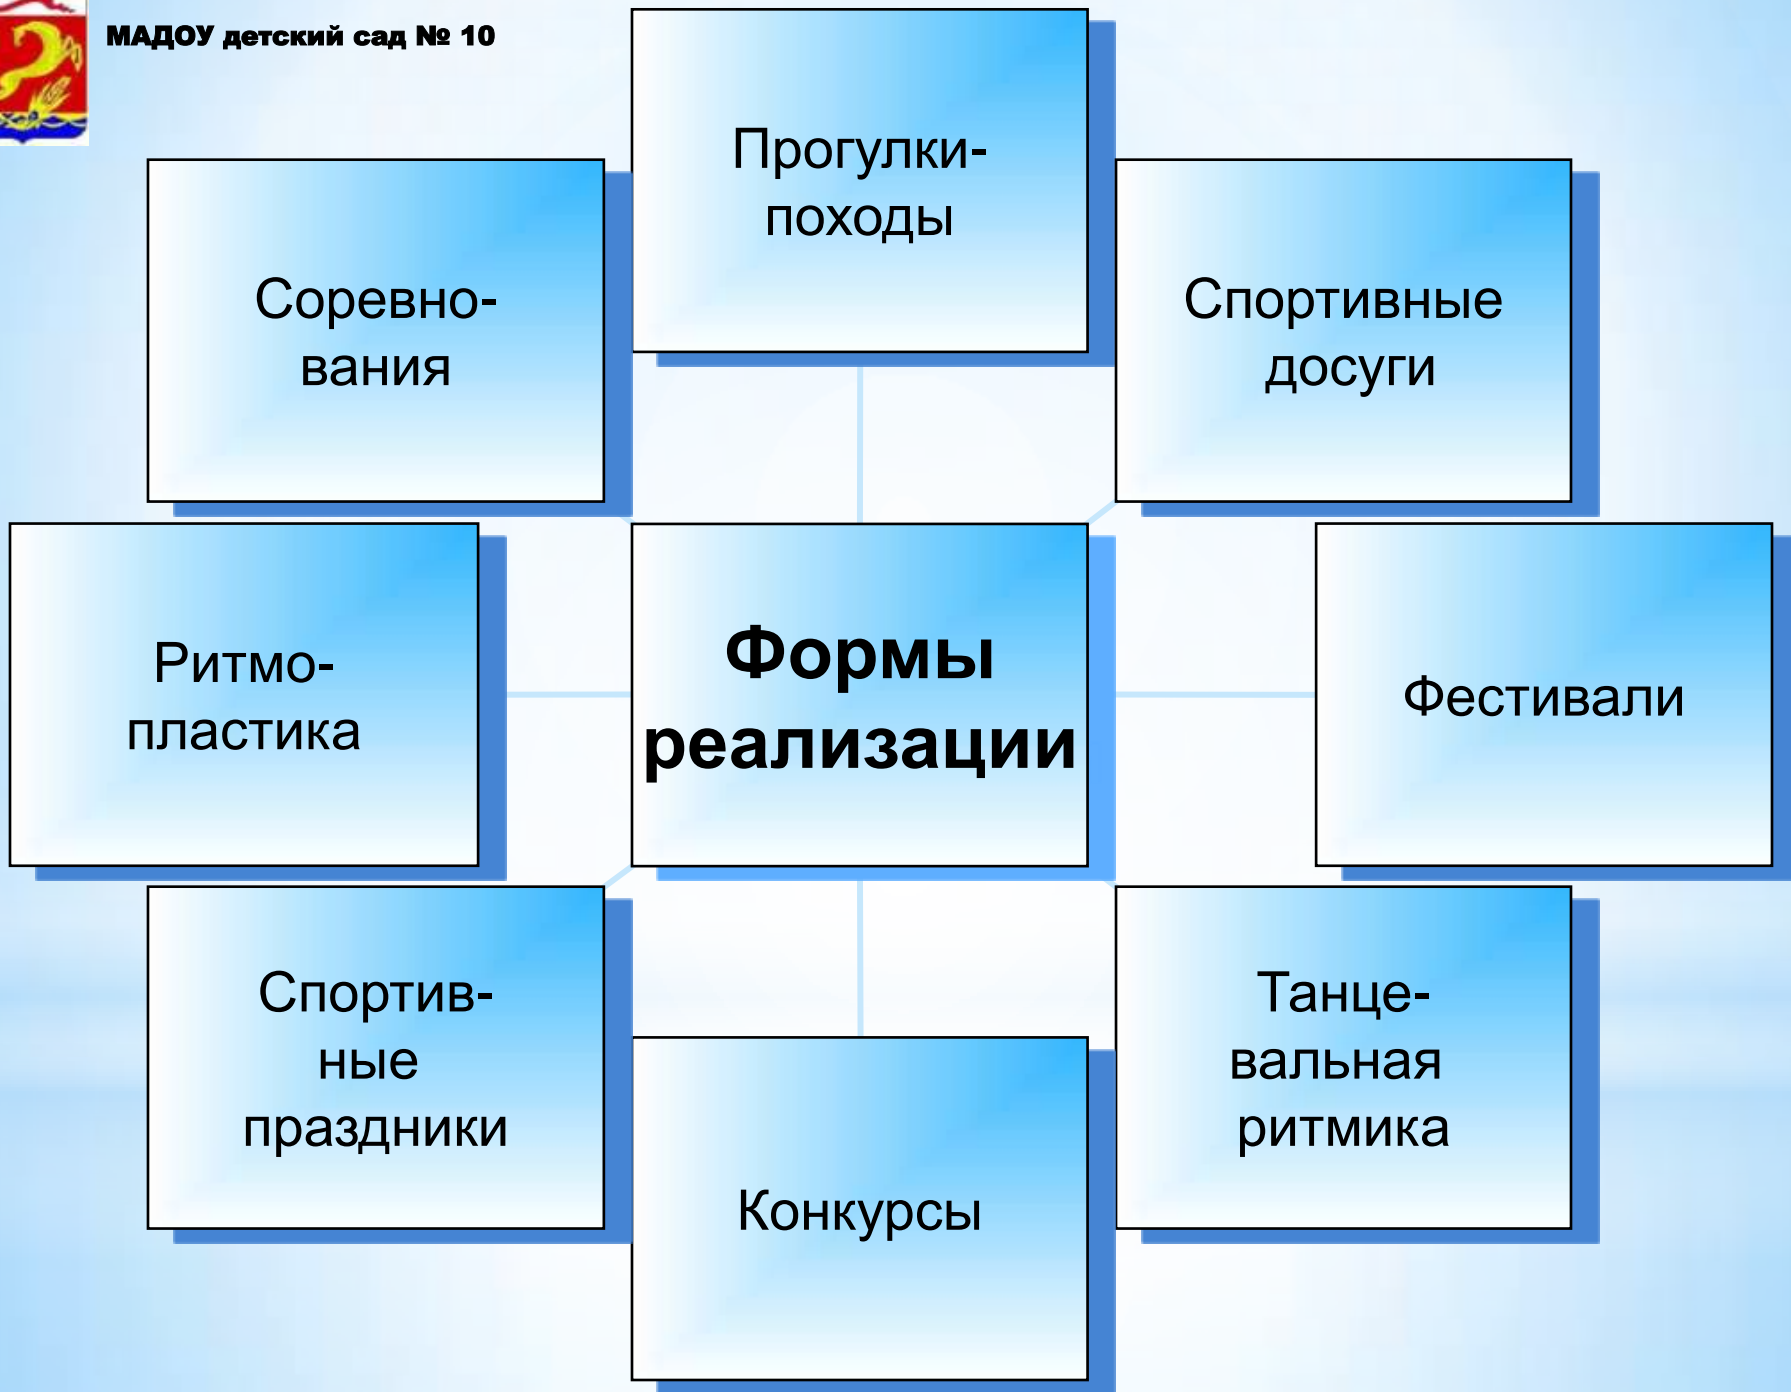 МАДОУ детский сад № 10
Прогулки-
походы
Соревно-
вания
Спортивные
досуги
Ритмо-
пластика
Формы
реализации
Фестивали
Спортив-
ные
праздники
Танце-
вальная
ритмика
Конкурсы